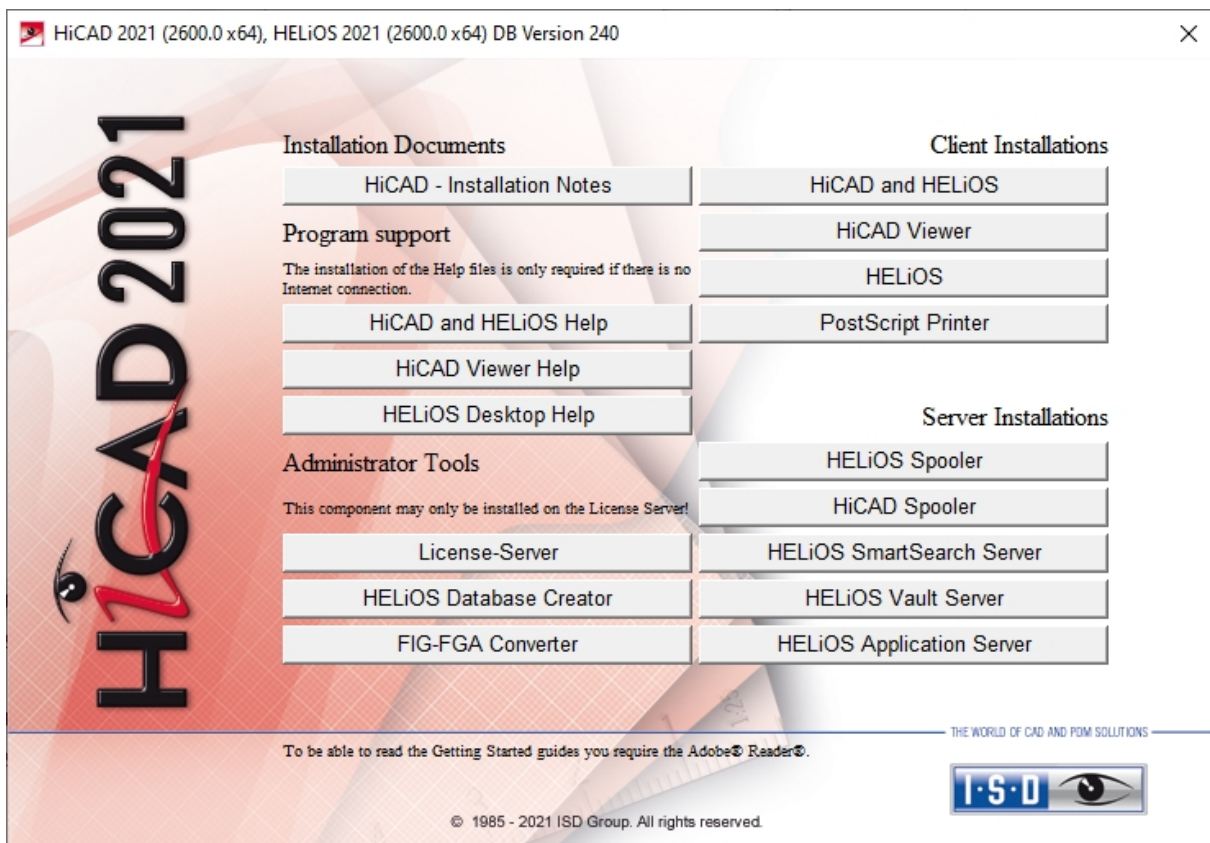 HiCAD 2021 (2600.0 x64), HELiOS 2021 (2600.0 x64) DB Version 240
HiCAD 2021
Installation Documents
HiCAD - Installation Notes
Program support
The installation of the Help files is only required if there is no
Internet connection.
HiCAD and HELiOS Help
HiCAD Viewer Help
HELiOS Desktop Help
Administrator Tools
This component may only be installed on the License Server!
License-Server
HELiOS Database Creator
FIG-FGA Converter
Client Installations
HiCAD and HELiOS
HiCAD Viewer
HELiOS
PostScript Printer
Server Installations
HELiOS Spooler
HiCAD Spooler
HELiOS SmartSearch Server
HELiOS Vault Server
HELiOS Application Server
THE WORLD OF CAD AND PDM SOLUTIONS
To be able to read the Getting Started guides you require the Adobe® Reader®.
I·S·D
© 1985 - 2021 ISD Group. All rights reserved.